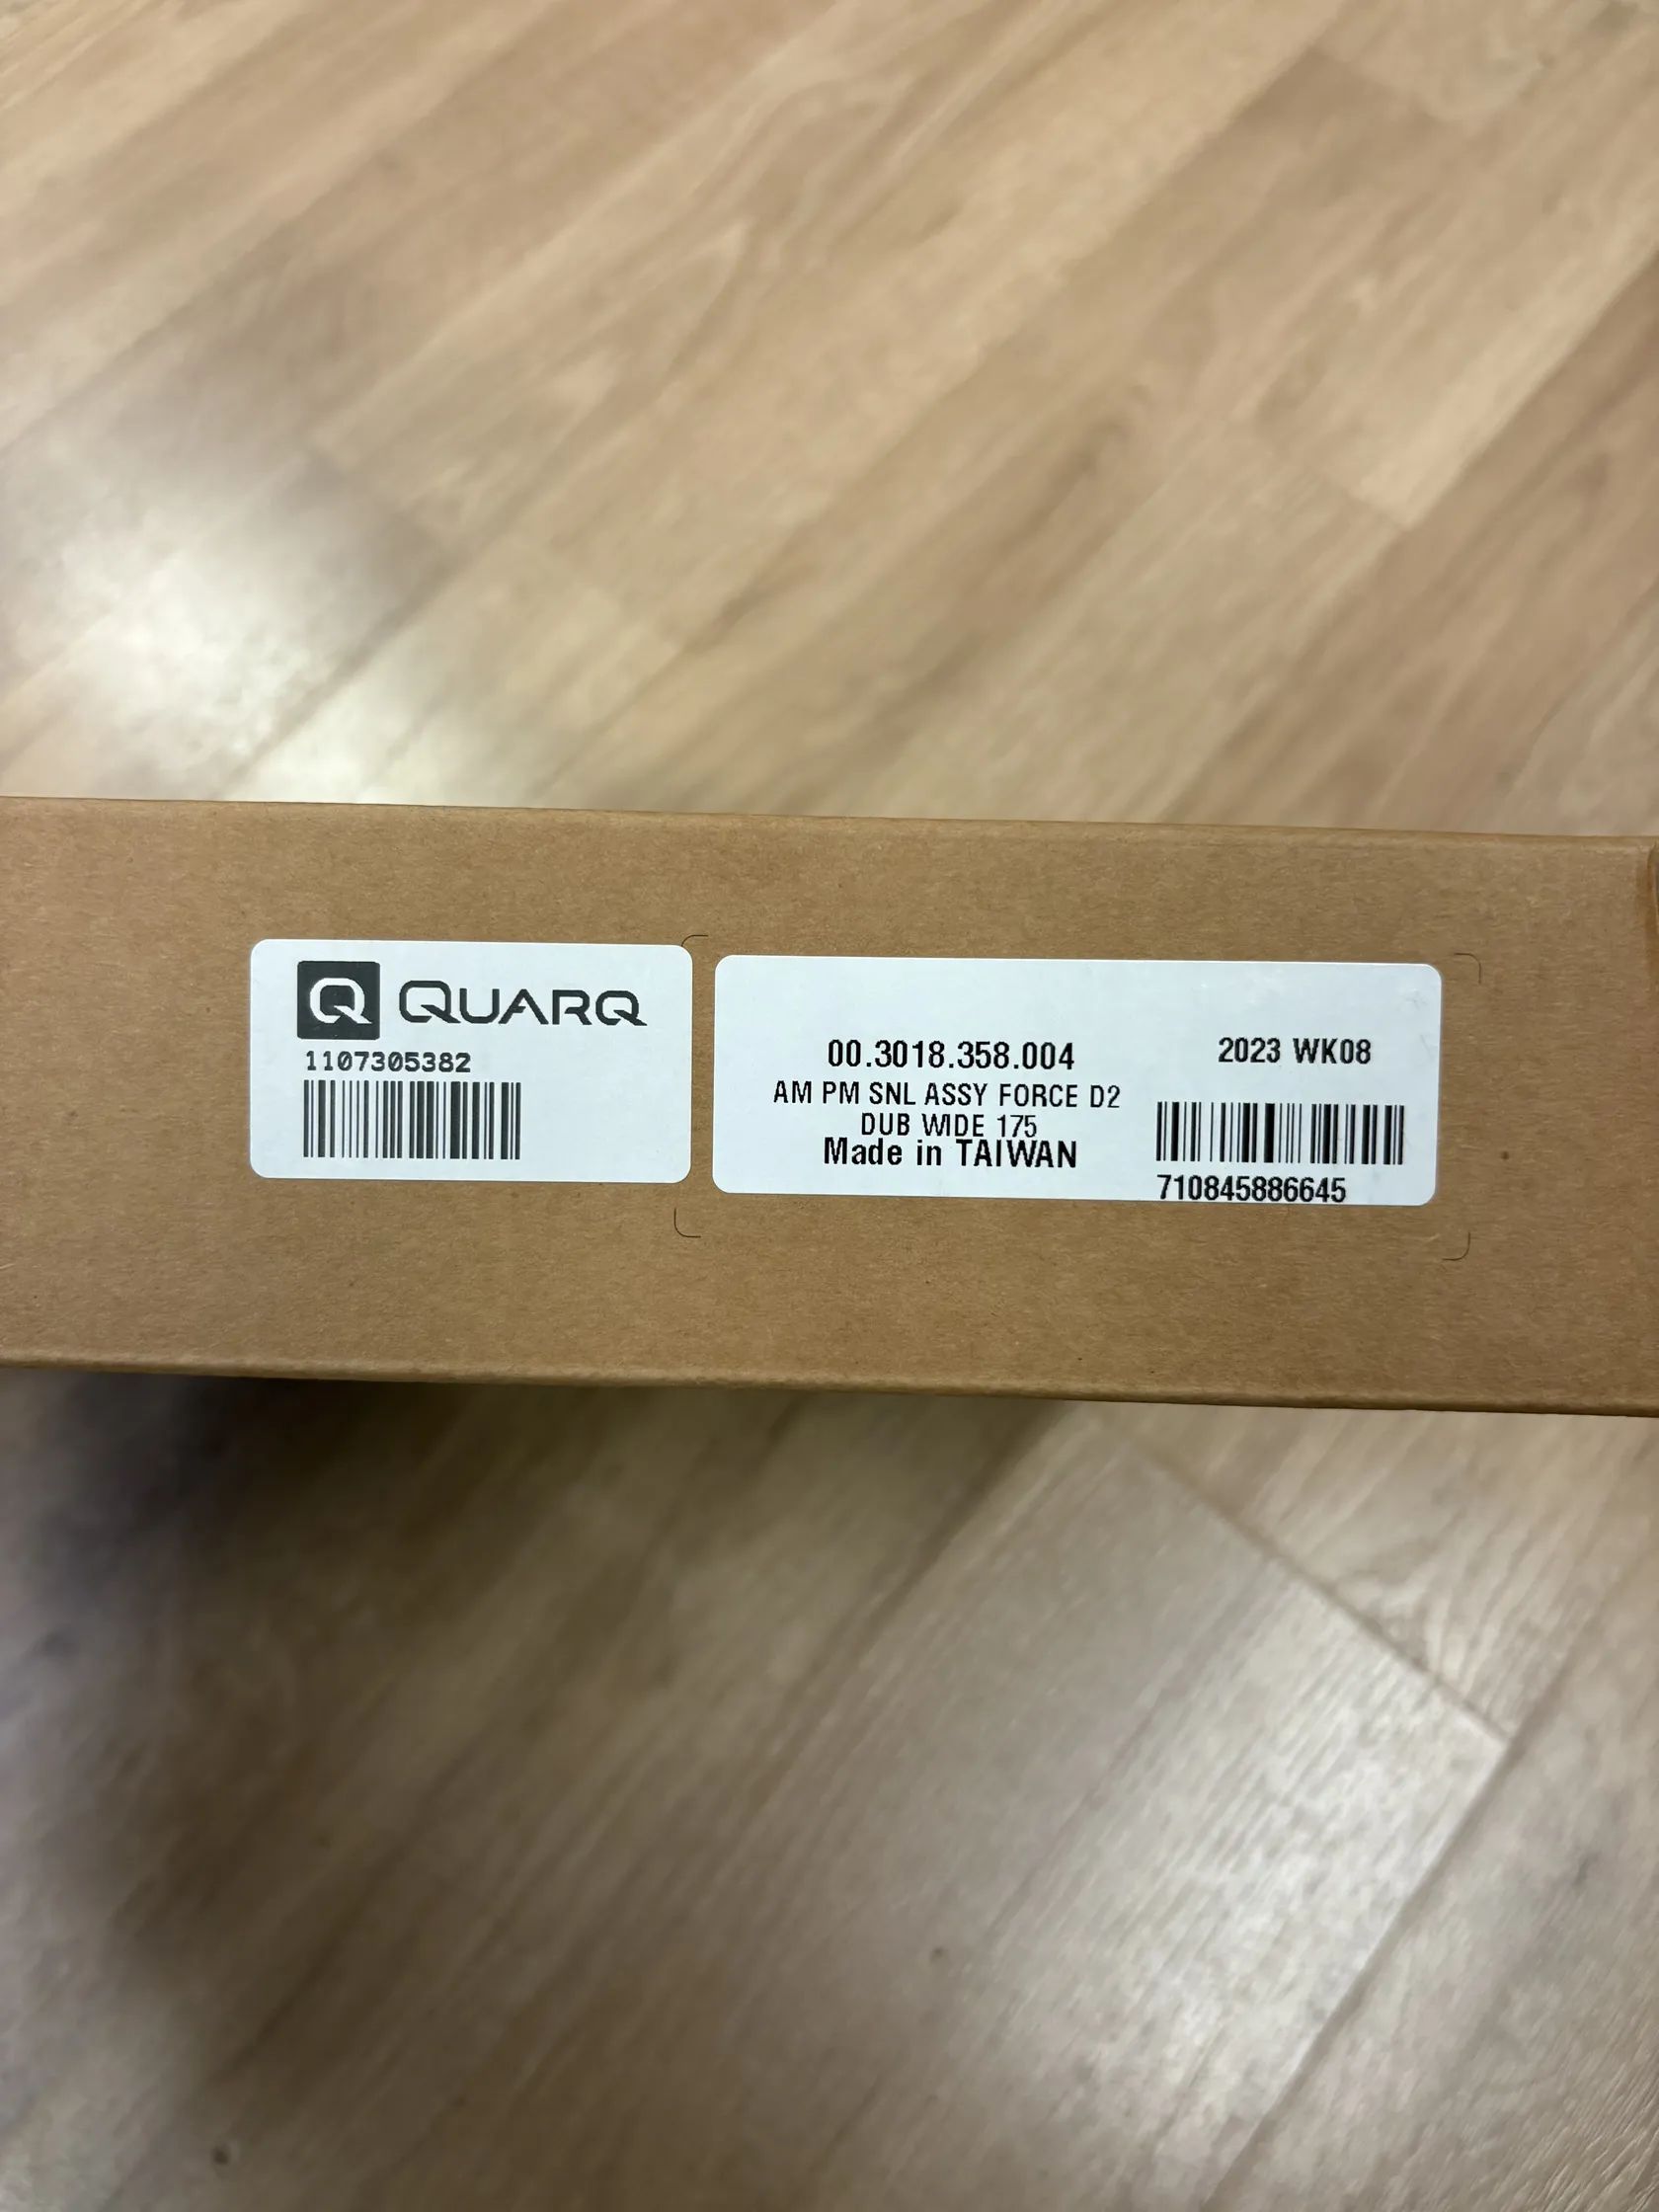 QUARQ
1107305382
00.3018.358.004
2023 WK08
AM PM SNL ASSY FORCE D2
DUB WIDE 175
Made in TAIWAN
710845886645